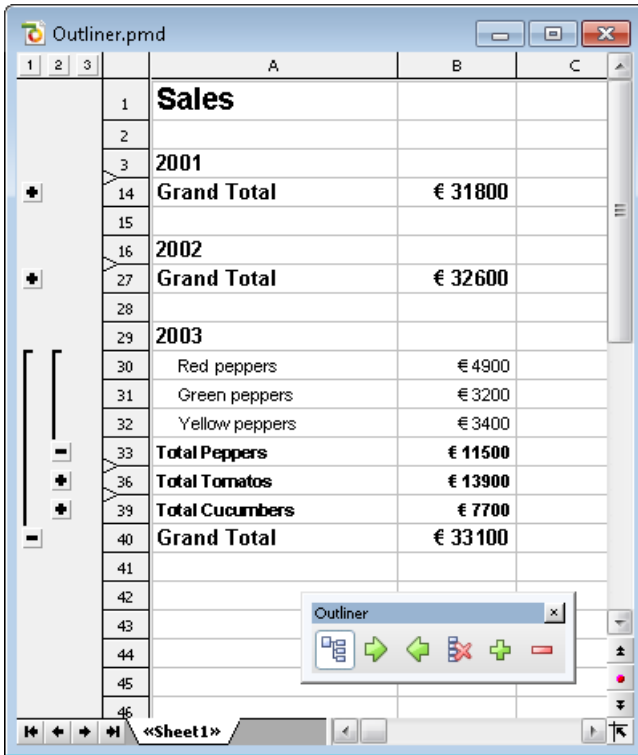 Outliner.pmd
1 2 3 A B C
1 Sales
2
3 2001
14 Grand Total € 31800
15
16 2002
27 Grand Total € 32600
28
29 2003
30 Red peppers € 4900
31 Green peppers € 3200
32 Yellow peppers € 3400
33 Total Peppers € 11500
36 Total Tomatos € 13900
39 Total Cucumbers € 7700
40 Grand Total € 33100
41
42
43
44
45
46
Outliner
«Sheet1»